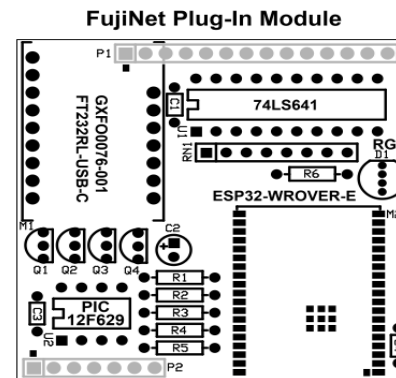 FujiNet Plug-In Module
P1
GXFO0076-001
FT232RL-USB-C
C1
74LS641
U1
RN1
RG
D1
R6
ESP32-WROVER-E
M1
C2
+
Q1
Q2
Q3
Q4
R1
R2
R3
R4
R5
C3
PIC
12F629
U2
P2